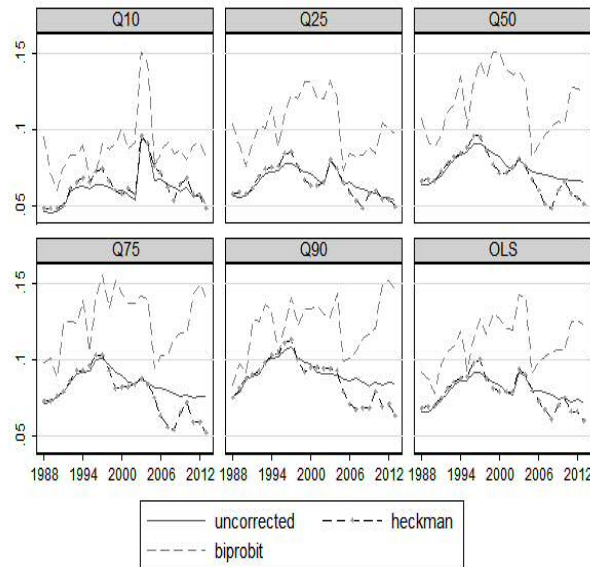 Q10 Q25 Q50
.15
.1
.05
Q75 Q90 OLS
.15
.1
.05
1988 1994 2000 2006 2012 1988 1994 2000 2006 2012 1988 1994 2000 2006 2012
uncorrected heckman
biprobit